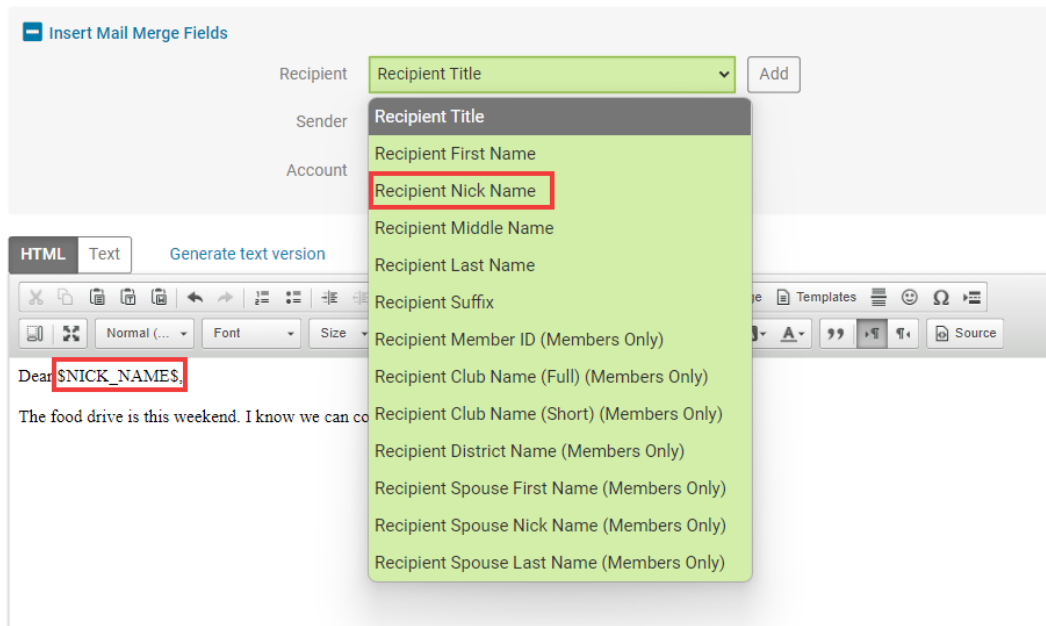 Insert Mail Merge Fields
Recipient Recipient Title Add
Sender
Account
Recipient Title
Recipient First Name
Recipient Nick Name
Recipient Middle Name
Recipient Last Name
Recipient Suffix
Recipient Member ID (Members Only)
Recipient Club Name (Full) (Members Only)
Recipient Club Name (Short) (Members Only)
Recipient District Name (Members Only)
Recipient Spouse First Name (Members Only)
Recipient Spouse Nick Name (Members Only)
Recipient Spouse Last Name (Members Only)
HTML Text Generate text version
Templates
Normal (... Font Size Source
Dear $NICK_NAME$,
The food drive is this weekend. I know we can